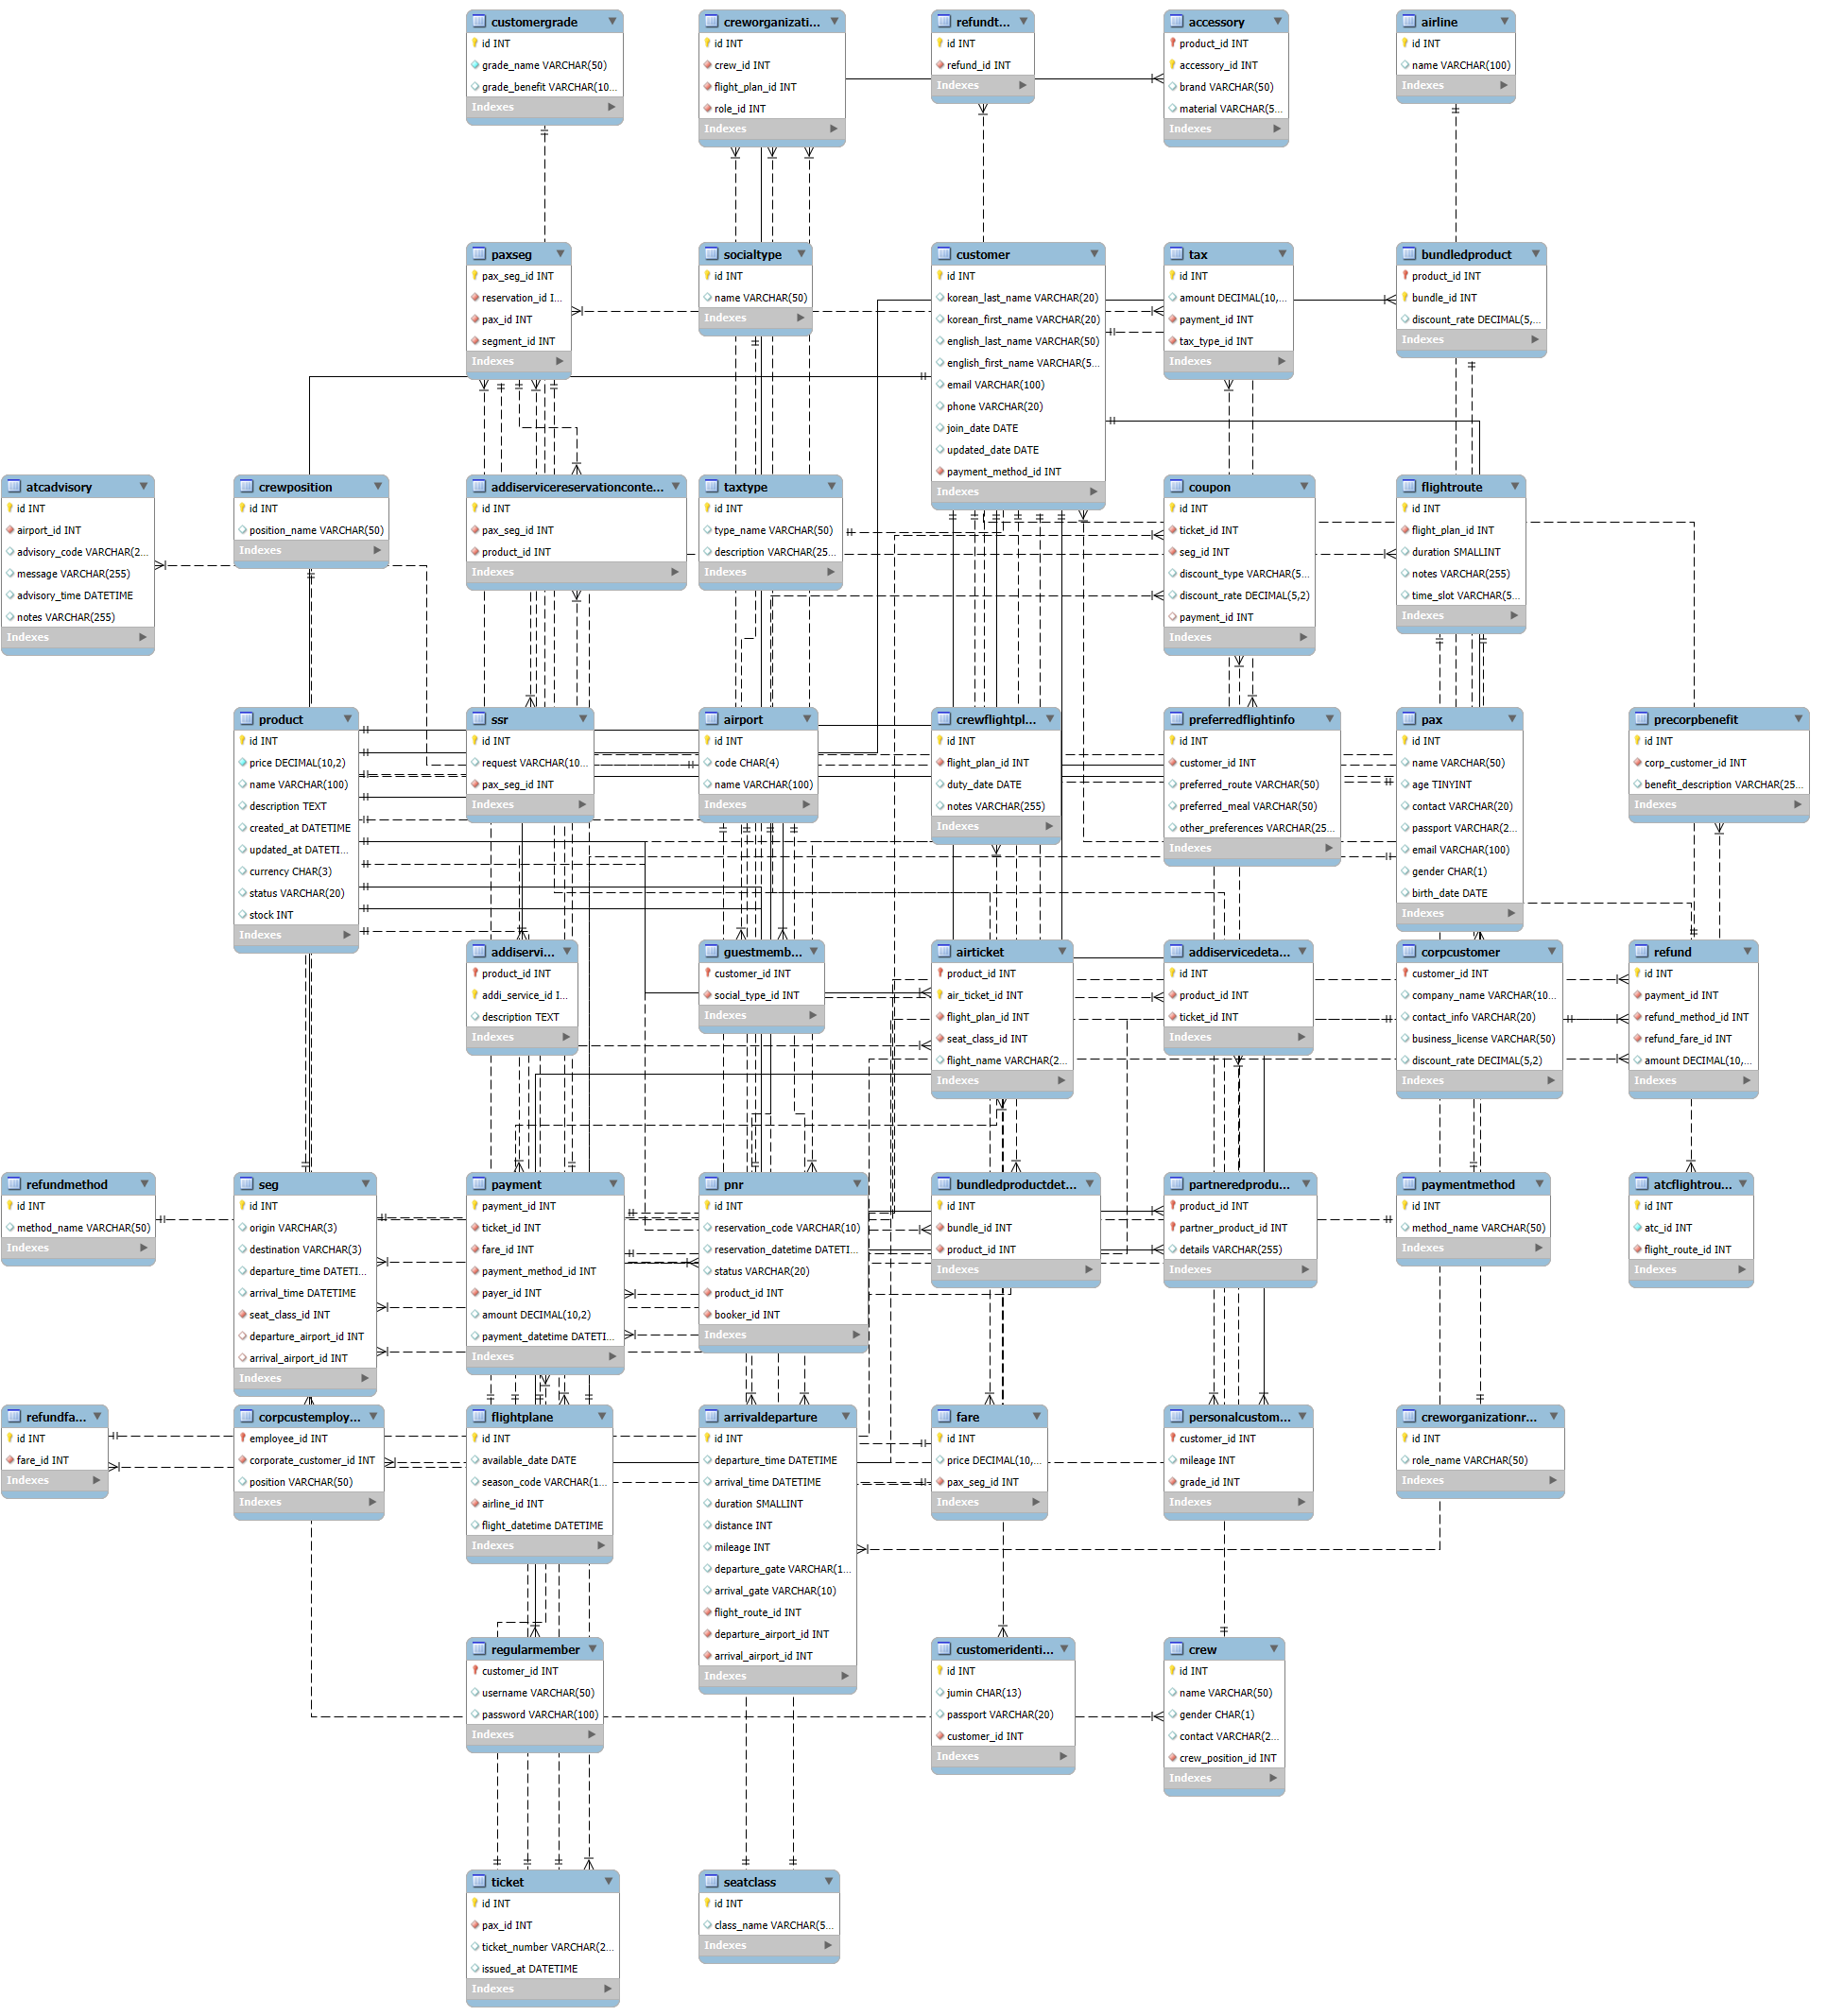 customergrade
id INT
grade_name VARCHAR(50)
grade_benefit VARCHAR(10...
Indexes
creworganizati...
id INT
crew_id INT
flight_plan_id INT
role_id INT
Indexes
refundt...
id INT
refund_id INT
Indexes
accessory
product_id INT
accessory_id INT
brand VARCHAR(50)
material VARCHAR(5...
Indexes
airline
id INT
name VARCHAR(100)
Indexes
paxseg
pax_seg_id INT
reservation_id I...
pax_id INT
segment_id INT
Indexes
socialtype
id INT
name VARCHAR(50)
Indexes
customer
id INT
korean_last_name VARCHAR(20)
korean_first_name VARCHAR(20)
english_last_name VARCHAR(50)
english_first_name VARCHAR(5...
email VARCHAR(100)
phone VARCHAR(20)
join_date DATE
updated_date DATE
payment_method_id INT
Indexes
tax
id INT
amount DECIMAL(10,...
payment_id INT
tax_type_id INT
Indexes
bundledproduct
product_id INT
bundle_id INT
discount_rate DECIMAL(5,...
Indexes
atcadvisory
id INT
airport_id INT
advisory_code VARCHAR(2...
message VARCHAR(255)
advisory_time DATETIME
notes VARCHAR(255)
Indexes
crewposition
id INT
position_name VARCHAR(50)
Indexes
addiservicereservationconte...
id INT
pax_seg_id INT
product_id INT
Indexes
taxtype
id INT
type_name VARCHAR(50)
description VARCHAR(25...
Indexes
coupon
id INT
ticket_id INT
seg_id INT
discount_type VARCHAR(5...
discount_rate DECIMAL(5,2)
payment_id INT
Indexes
flightroute
id INT
flight_plan_id INT
duration SMALLINT
notes VARCHAR(255)
time_slot VARCHAR(5...
Indexes
product
id INT
price DECIMAL(10,2)
name VARCHAR(100)
description TEXT
created_at DATETIME
updated_at DATETI...
currency CHAR(3)
status VARCHAR(20)
stock INT
Indexes
ssr
id INT
request VARCHAR(10...
pax_seg_id INT
Indexes
airport
id INT
code CHAR(4)
name VARCHAR(100)
Indexes
crewflightpl...
id INT
flight_plan_id INT
duty_date DATE
notes VARCHAR(255)
Indexes
preferredflightinfo
id INT
customer_id INT
preferred_route VARCHAR(50)
preferred_meal VARCHAR(50)
other_preferences VARCHAR(25...
Indexes
pax
id INT
name VARCHAR(50)
age TINYINT
contact VARCHAR(20)
passport VARCHAR(2...
email VARCHAR(100)
gender CHAR(1)
birth_date DATE
Indexes
precorpbenefit
id INT
corp_customer_id INT
benefit_description VARCHAR(25...
Indexes
addiservi...
product_id INT
addi_service_id I...
description TEXT
Indexes
guestmemb...
customer_id INT
social_type_id INT
Indexes
airticket
product_id INT
air_ticket_id INT
flight_plan_id INT
seat_class_id INT
flight_name VARCHAR(2...
Indexes
addiservicedeta...
id INT
product_id INT
ticket_id INT
Indexes
corpcustomer
customer_id INT
company_name VARCHAR(10...
contact_info VARCHAR(20)
business_license VARCHAR(50)
discount_rate DECIMAL(5,2)
Indexes
refund
id INT
payment_id INT
refund_method_id INT
refund_fare_id INT
amount DECIMAL(10,...
Indexes
refundmethod
id INT
method_name VARCHAR(50)
Indexes
seg
id INT
origin VARCHAR(3)
destination VARCHAR(3)
departure_time DATETI...
arrival_time DATETIME
seat_class_id INT
departure_airport_id INT
arrival_airport_id INT
Indexes
payment
payment_id INT
ticket_id INT
fare_id INT
payment_method_id INT
payer_id INT
amount DECIMAL(10,2)
payment_datetime DATETI...
Indexes
pnr
id INT
reservation_code VARCHAR(10)
reservation_datetime DATETI...
status VARCHAR(20)
product_id INT
booker_id INT
Indexes
bundledproductdet...
id INT
bundle_id INT
product_id INT
Indexes
partneredprodu...
product_id INT
partner_product_id INT
details VARCHAR(255)
Indexes
paymentmethod
id INT
method_name VARCHAR(50)
Indexes
atcflightrou...
id INT
atc_id INT
flight_route_id INT
Indexes
refundfa...
id INT
fare_id INT
Indexes
corpcustemploy...
employee_id INT
corporate_customer_id INT
position VARCHAR(50)
Indexes
flightplane
id INT
available_date DATE
season_code VARCHAR(1...
airline_id INT
flight_datetime DATETIME
Indexes
arrivaldeparture
id INT
departure_time DATETIME
arrival_time DATETIME
duration SMALLINT
distance INT
mileage INT
departure_gate VARCHAR(1...
arrival_gate VARCHAR(10)
flight_route_id INT
departure_airport_id INT
arrival_airport_id INT
Indexes
fare
id INT
price DECIMAL(10,...
pax_seg_id INT
Indexes
personalcustom...
customer_id INT
mileage INT
grade_id INT
Indexes
creworganizationr...
id INT
role_name VARCHAR(50)
Indexes
regularmember
customer_id INT
username VARCHAR(50)
password VARCHAR(100)
Indexes
customeridenti...
id INT
jumin CHAR(13)
passport VARCHAR(20)
customer_id INT
Indexes
crew
id INT
name VARCHAR(50)
gender CHAR(1)
contact VARCHAR(2...
crew_position_id INT
Indexes
ticket
id INT
pax_id INT
ticket_number VARCHAR(2...
issued_at DATETIME
Indexes
seatclass
id INT
class_name VARCHAR(5...
Indexes